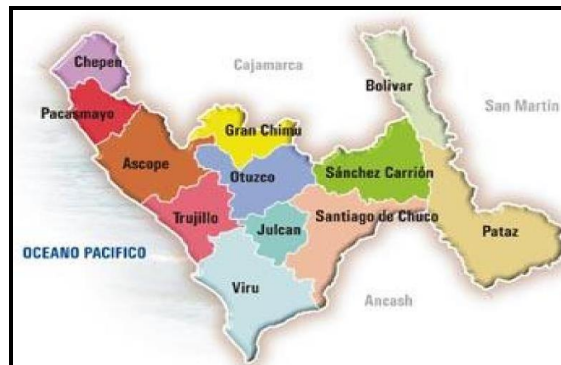 Chepen
Cajamarca
Bolivar
Pacasmayo
San Martín
Gran Chimu
Ascope
Otuzco
Sánchez Carrión
Trujillo
Santiago de Chuco
Julcan
Pataz
OCEANO PACIFICO
Viru
Ancash